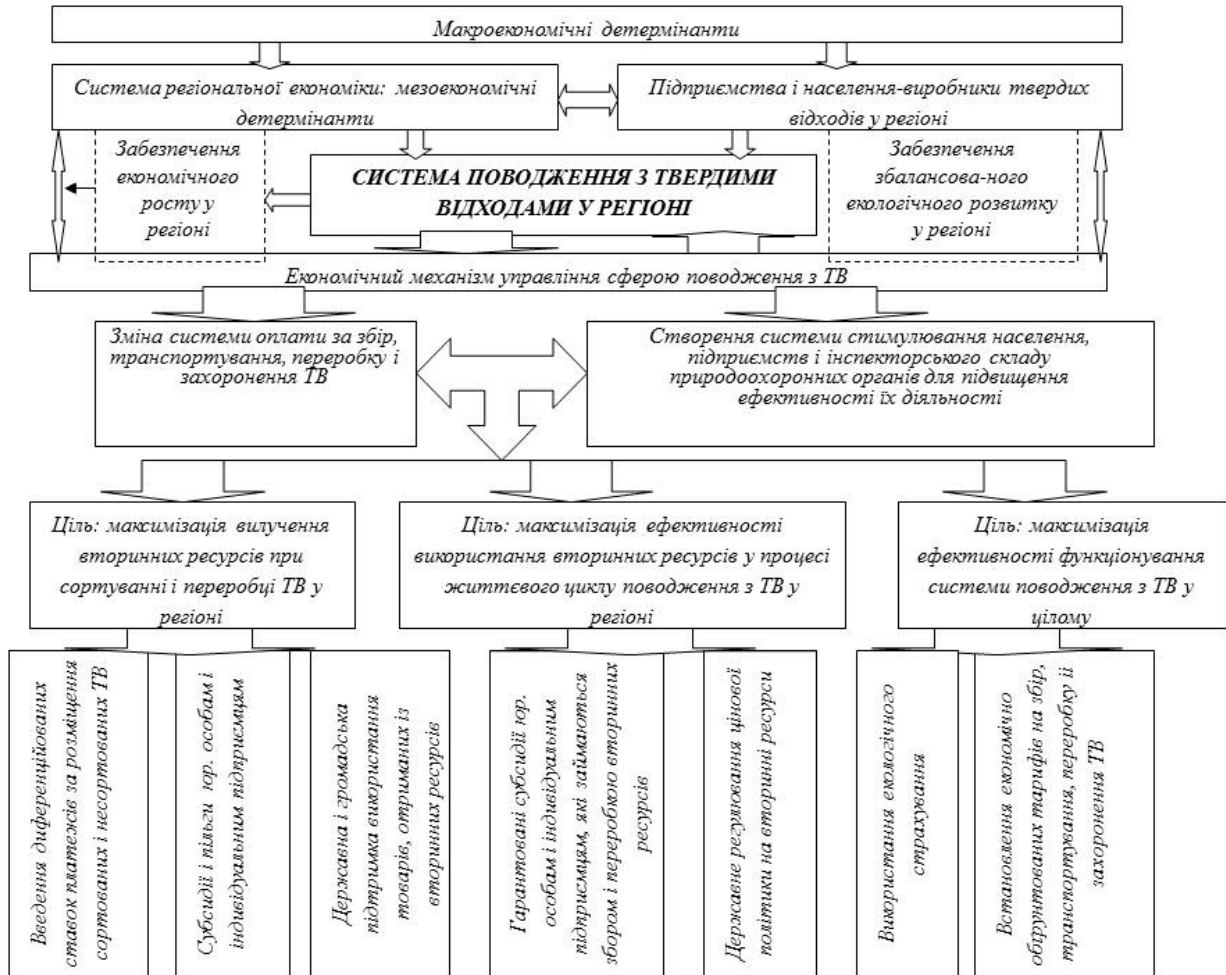 Макроекономічні детермінанти
Система регіональної економіки: мезоекономічні
детермінанти
Підприємства і населення-виробники твердих
відходів у регіоні
Забезпечення
економічного
росту у
регіоні
СИСТЕМА ПОВОДЖЕННЯ З ТВЕРДИМИ
ВІДХОДАМИ У РЕГІОНІ
Забезпечення
збалансова-ного
екологічного розвитку
у регіоні
Економічний механізм управління сферою поводження з ТВ
Зміна системи оплати за збір,
транспортування, переробку і
захоронення ТВ
Створення системи стимулювання населення,
підприємств і інспекторського складу
природоохоронних органів для підвищення
ефективності їх діяльності
Ціль: максимізація вилучення
вторинних ресурсів при
сортуванні і переробці ТВ у
регіоні
Ціль: максимізація ефективності
використання вторинних ресурсів у процесі
життєвого циклу поводження з ТВ у
регіоні
Ціль: максимізація
ефективності функціонування
системи поводження з ТВ у
цілому
Введення диференційованих
ставок платежів за розміщення
сортованих і несортованих ТВ
Субсидії і пільги юр. особам і
індивідуальним підприємцям
Державна і громадська
підтримка використання
товарів, отриманих із
вторинних ресурсів
Гарантовані субсидії юр.
особам і індивідуальним
підприємцям, які займаються
збором і переробкою вторинних
ресурсів
Державне регулювання цінової
політики на вторинні ресурси
Використання екологічного
страхування
Встановлення економічно
обґрунтованих тарифів на збір,
транспортування, переробку її
захоронення ТВ